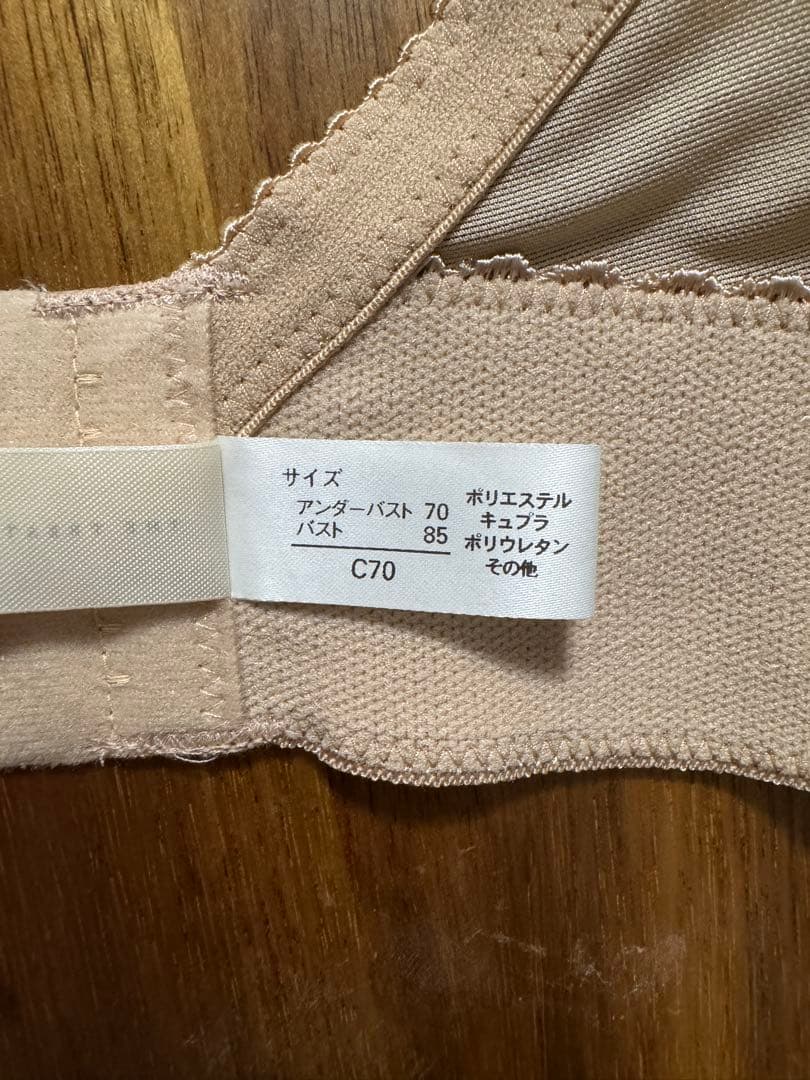 サイズ
アンダーバスト 70
バスト 85
C70
ポリエステル
キュプラ
ポリウレタン
その他